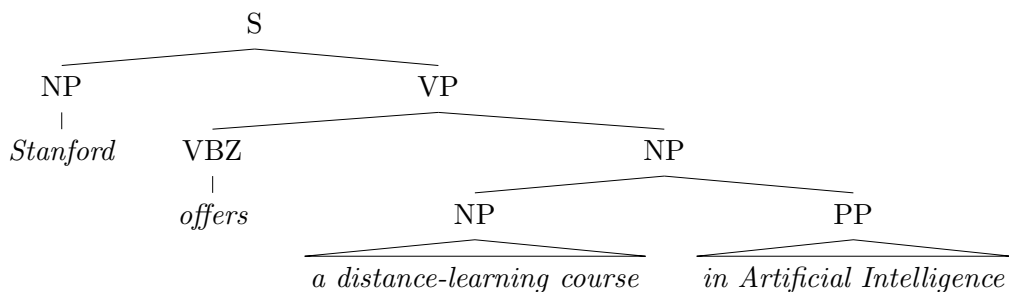 S
NP VP
Stanford VBZ NP
offers NP PP
a distance-learning course in Artificial Intelligence